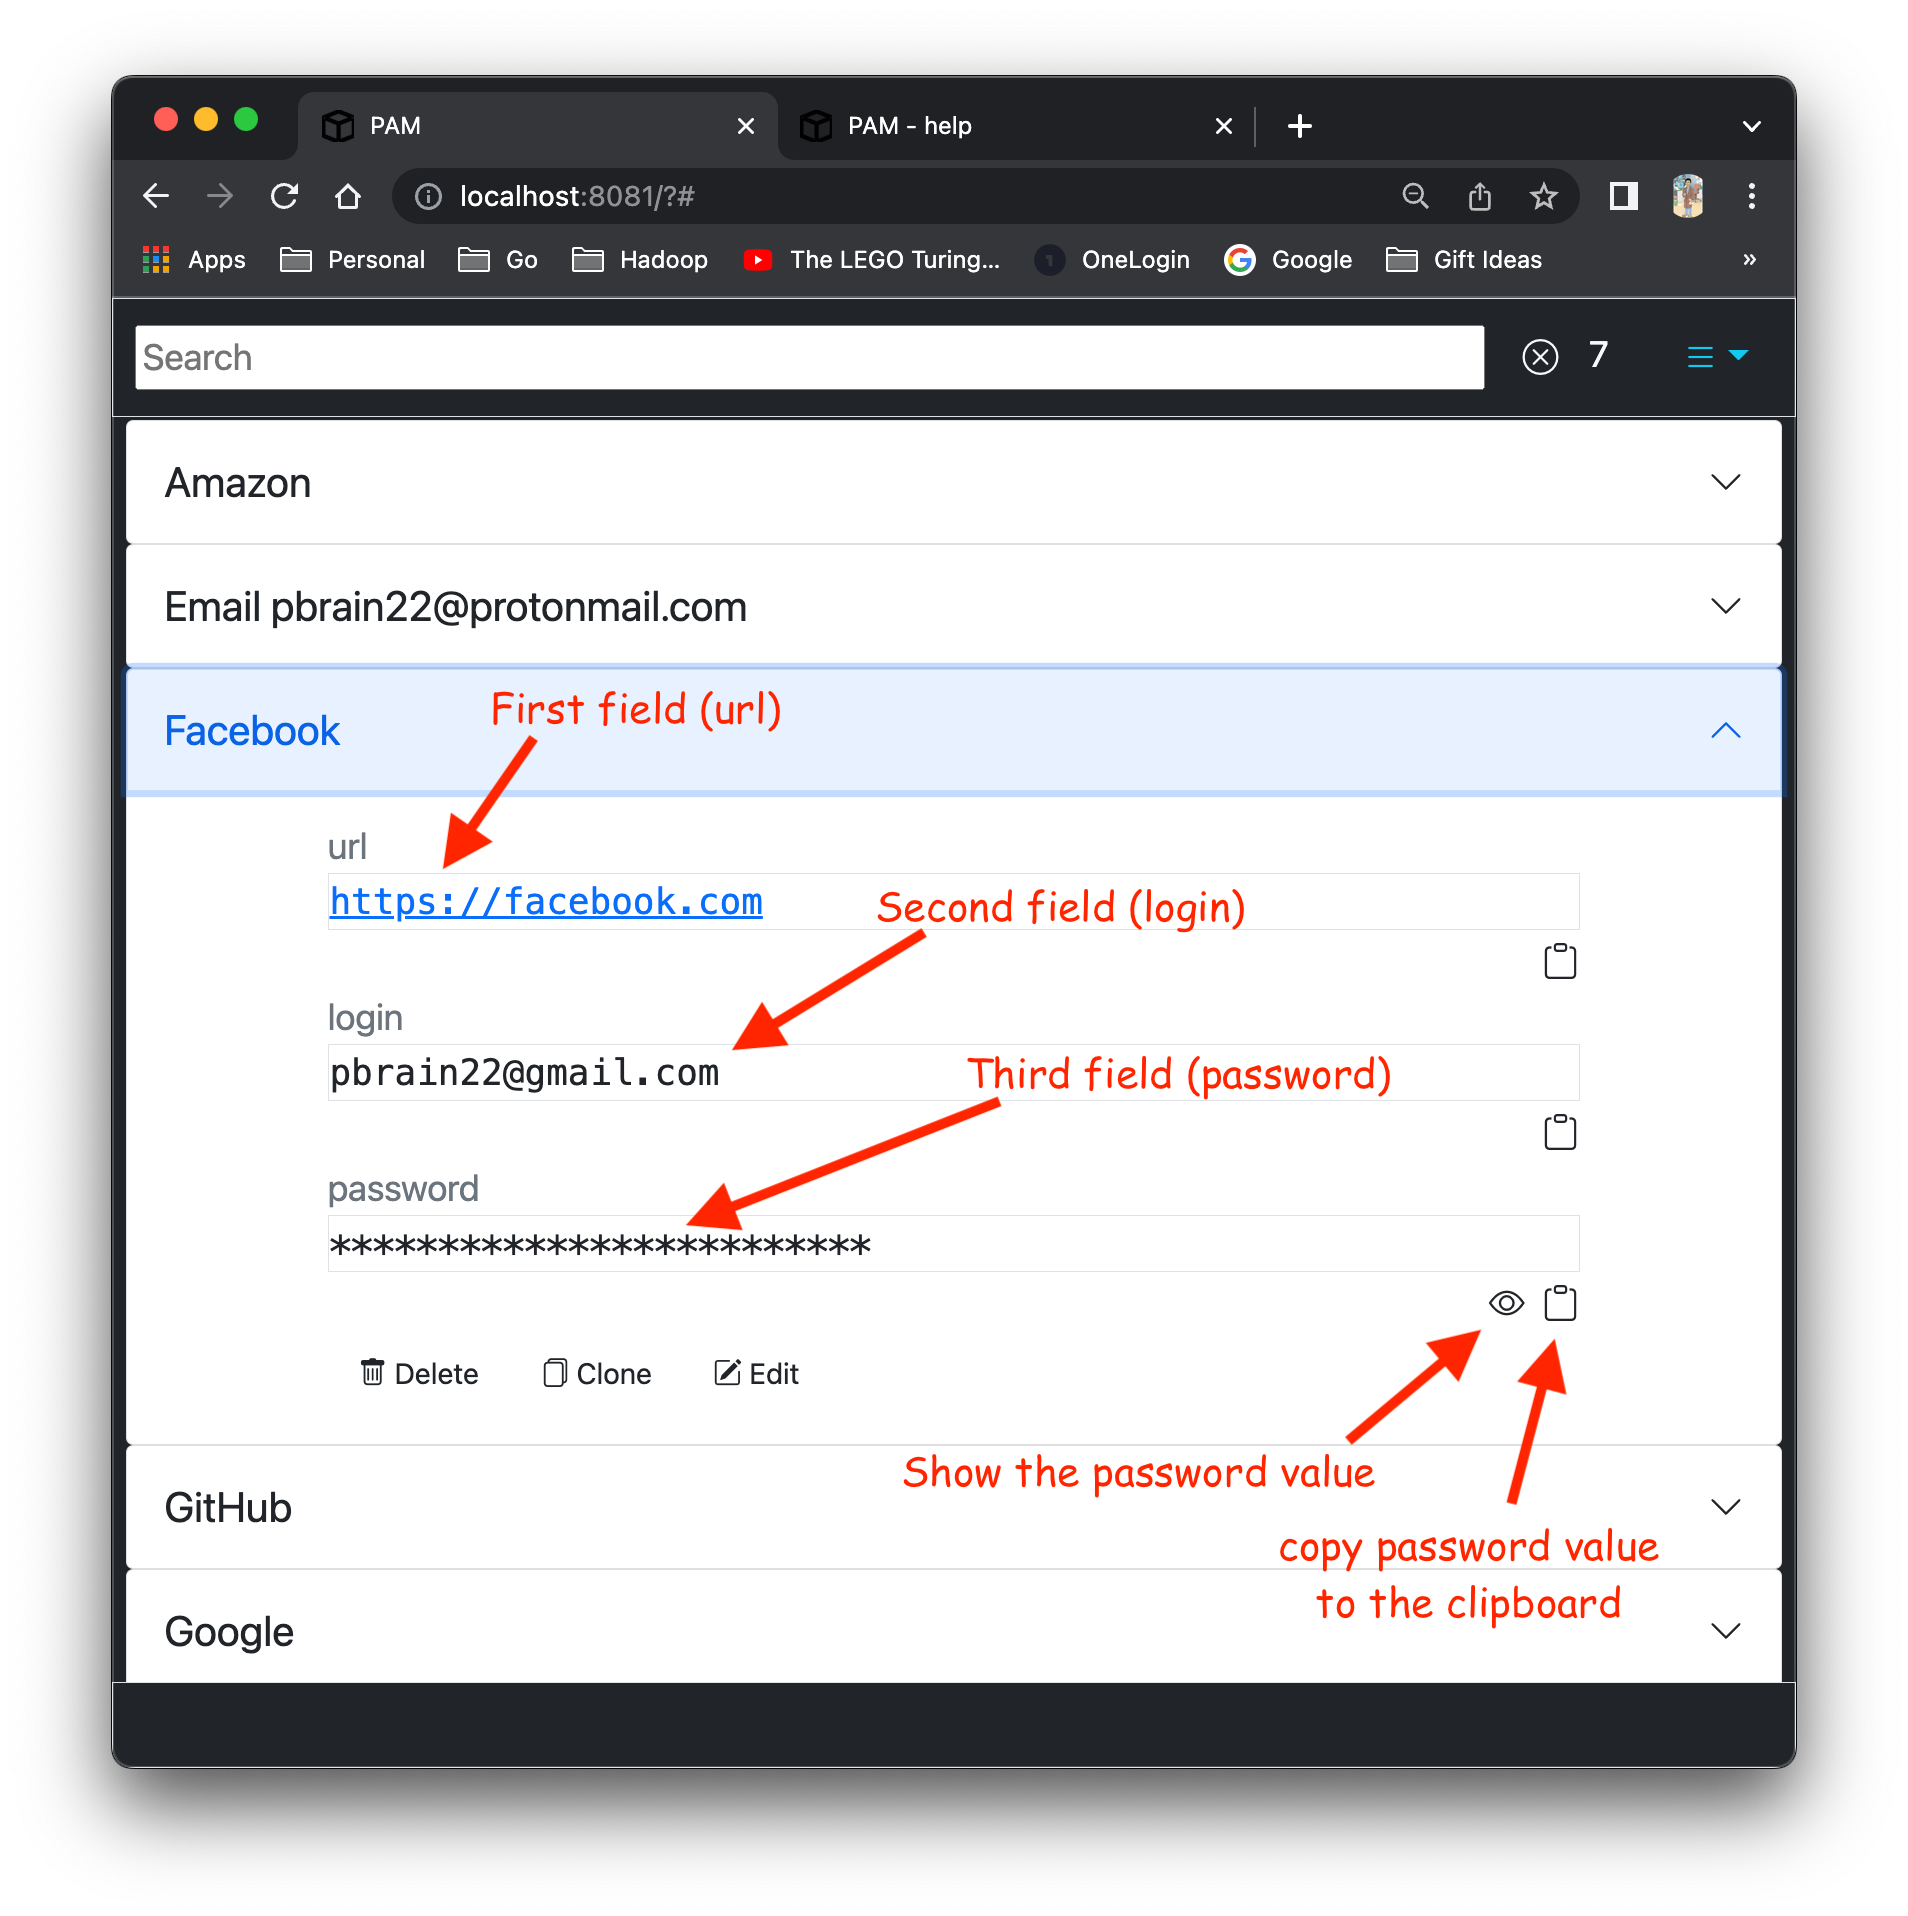 PAM
PAM - help
localhost:8081/?#
Apps Personal Go Hadoop The LEGO Turing... OneLogin Google Gift Ideas »
Search 7
Amazon
Email pbrain22@protonmail.com
Facebook
First field (url)
url
https://facebook.com
Second field (login)
login
pbrain22@gmail.com
Third field (password)
password
*************************
Delete Clone Edit
Show the password value
GitHub
copy password value
to the clipboard
Google